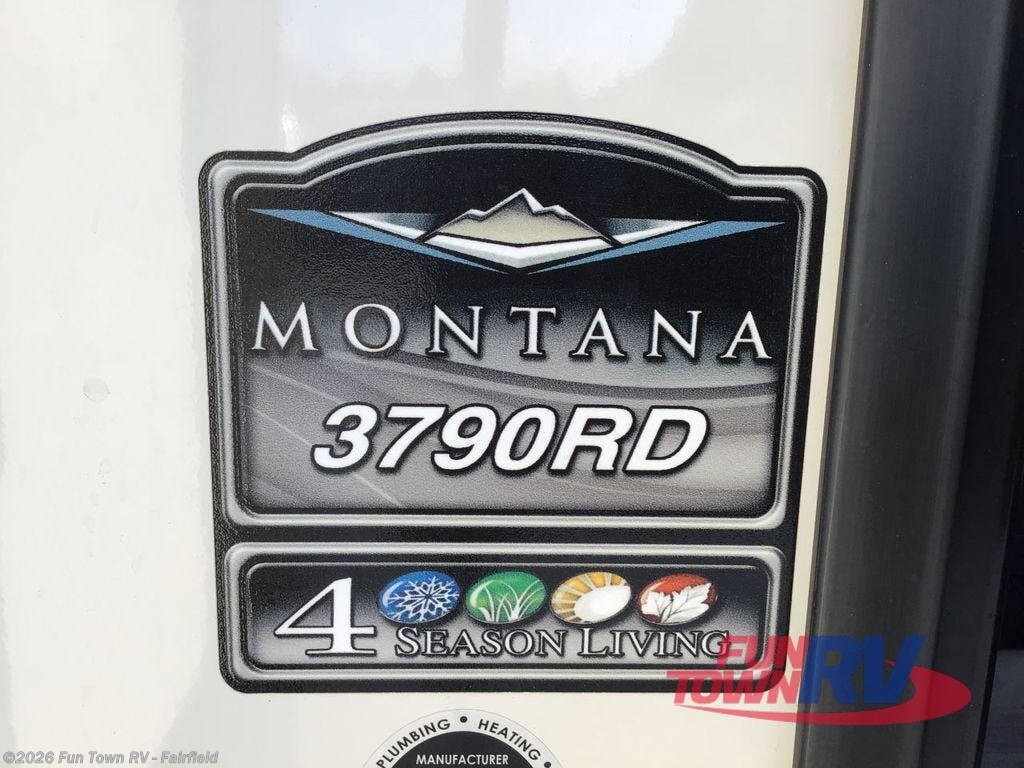 MONTANA
3790RD
4 SEASON LIVING
FUN TOWN RV
PLUMBING • HEATING •
MANUFACTURER
©2026 Fun Town RV - Fairfield